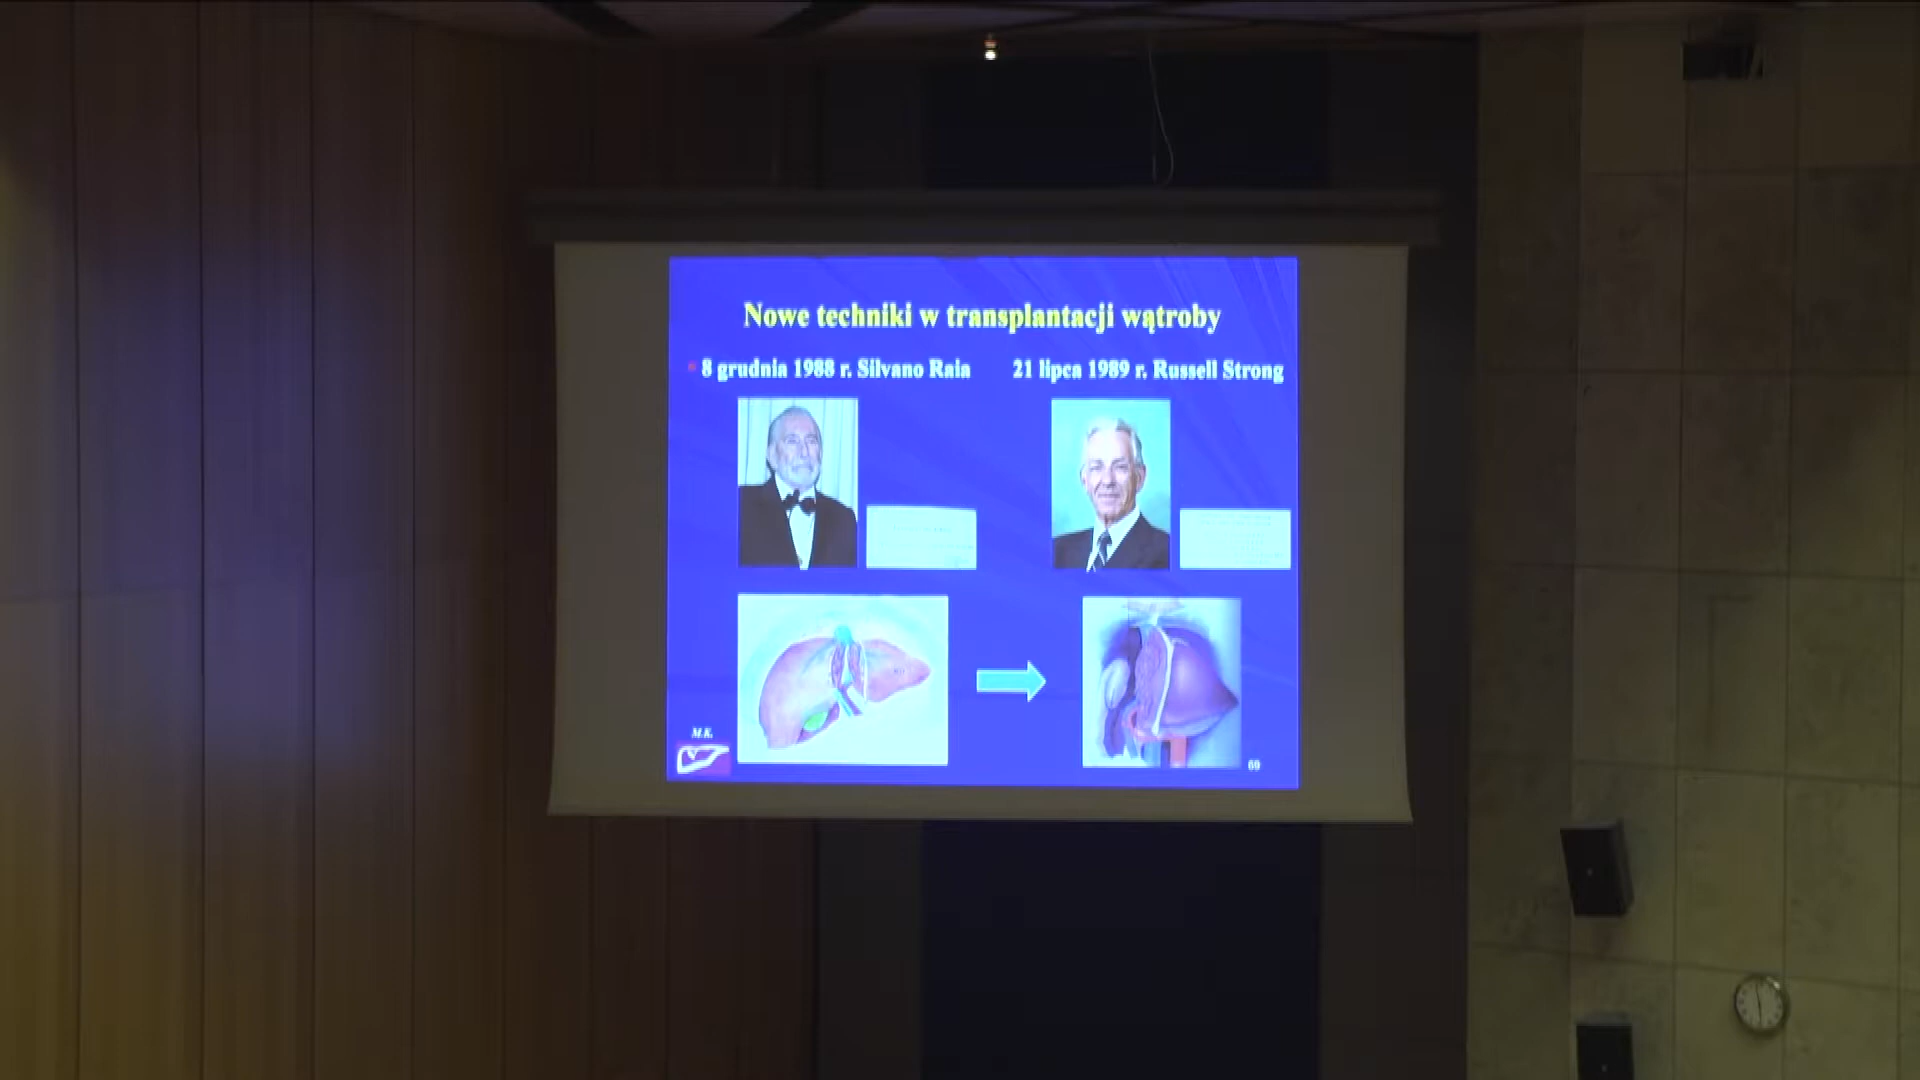 Nowe techniki w transplantacji wątroby
8 grudnia 1988 r. Silvano Raia
21 lipca 1989 r. Russell Strong
M.K.
69